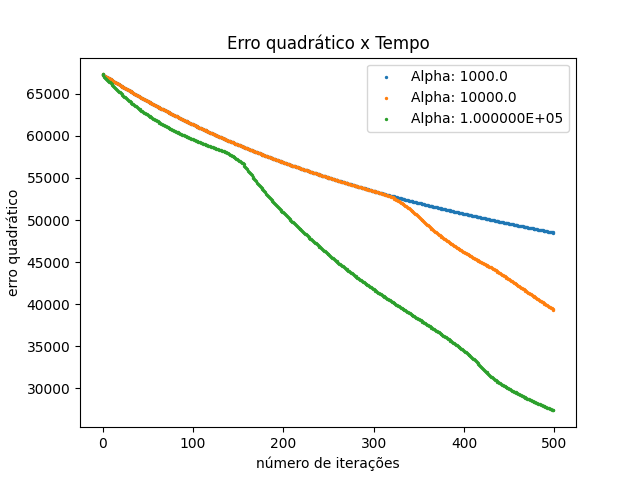 Erro quadrático x Tempo
Alpha: 1000.0
Alpha: 10000.0
Alpha: 1.000000E+05
erro quadrático
65000
60000
55000
50000
45000
40000
35000
30000
0 100 200 300 400 500
número de iterações